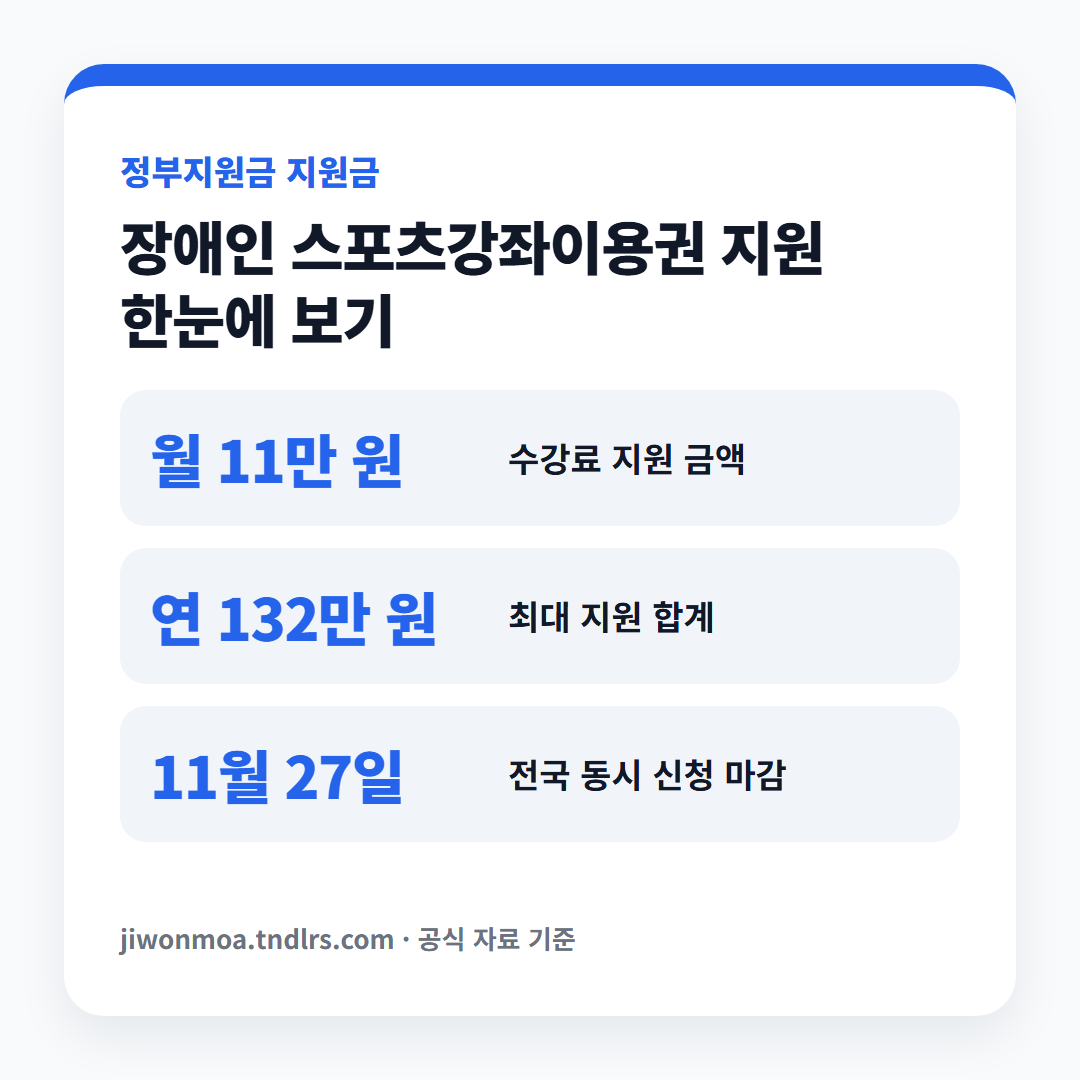 정부지원금 지원금
장애인 스포츠강좌이용권 지원
한눈에 보기
월 11만 원 수강료 지원 금액
연 132만 원 최대 지원 합계
11월 27일 전국 동시 신청 마감
jiwonmoa.tndlrs.com · 공식 자료 기준